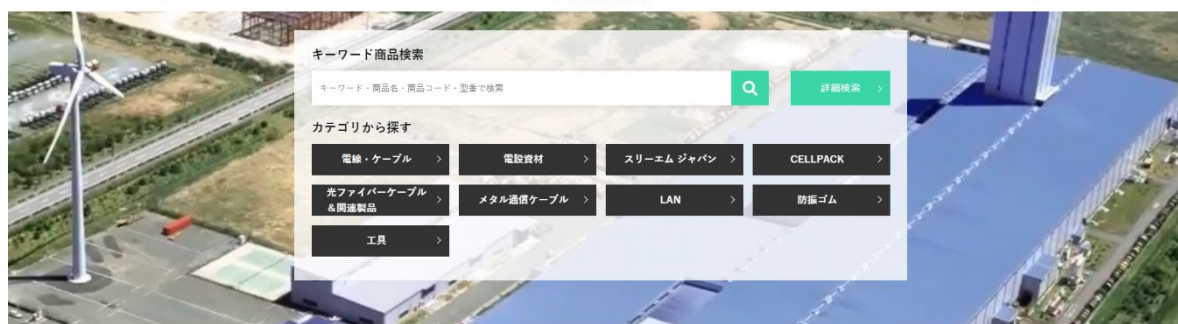 キーワード商品検索
キーワード・商品名・商品コード・型番で検索
詳細検索
カテゴリから探す
電線・ケーブル
電設資材
スリーエム ジャパン
CELLPACK
光ファイバーケーブル
&関連製品
メタル通信ケーブル
LAN
防振ゴム
工具